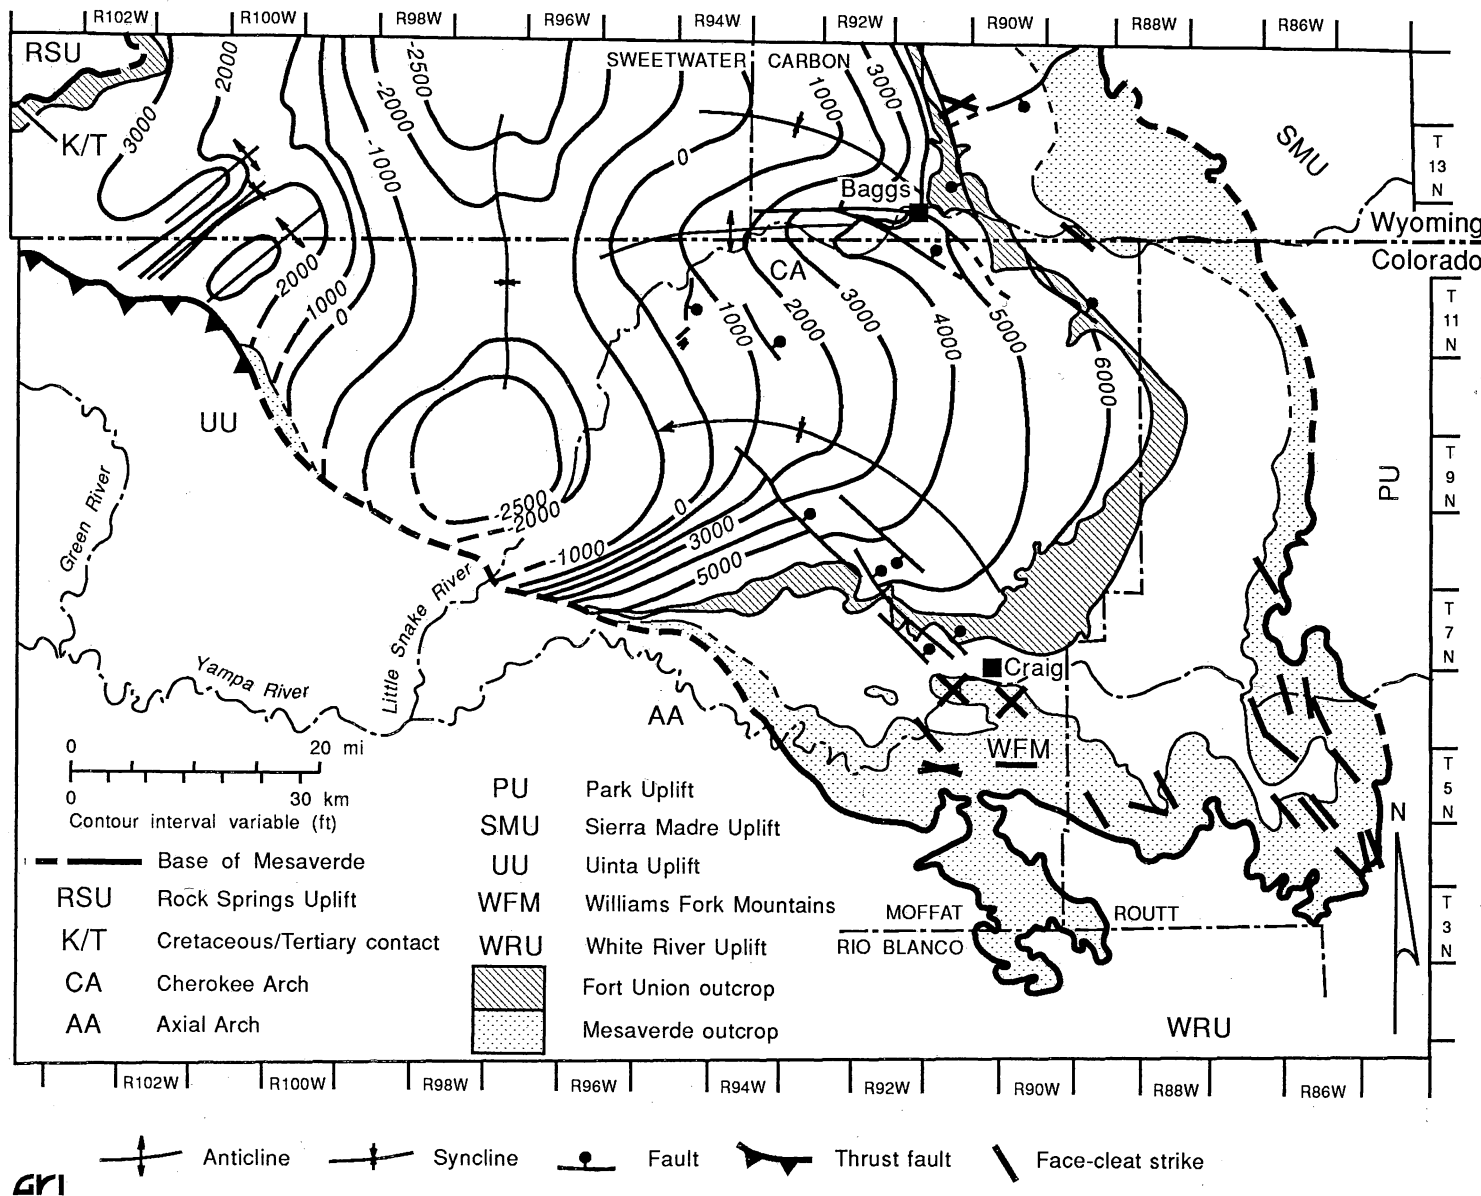 R102W R100W R98W R96W R94W R92W R90W R88W R86W
RSU
SWEETWATER CARBON
2000
-2500
-2000
3000
1000
3000
K/T
-1000
0
SMU
T
13
N
Baggs
Wyoming
Colorado
CA
2000
1000
0
1000
2000
3000
4000
5000
6000
T
11
N
UU
PU
T
9
N
Green River
-2500
-2000
-1000
0
3000
5000
Little Snake River
T
7
N
Craig
Yampa River
AA
WFM
0 20 mi
0 30 km
Contour interval variable (ft)
T
5
N
N
Base of Mesaverde
RSU Rock Springs Uplift
K/T Cretaceous/Tertiary contact
CA Cherokee Arch
AA Axial Arch
PU Park Uplift
SMU Sierra Madre Uplift
UU Uinta Uplift
WFM Williams Fork Mountains
WRU White River Uplift
Fort Union outcrop
Mesaverde outcrop
MOFFAT ROUTT
RIO BLANCO
T
3
N
WRU
R102W R100W R98W R96W R94W R92W R90W R88W R86W
Anticline Syncline Fault Thrust fault Face-cleat strike
GRI